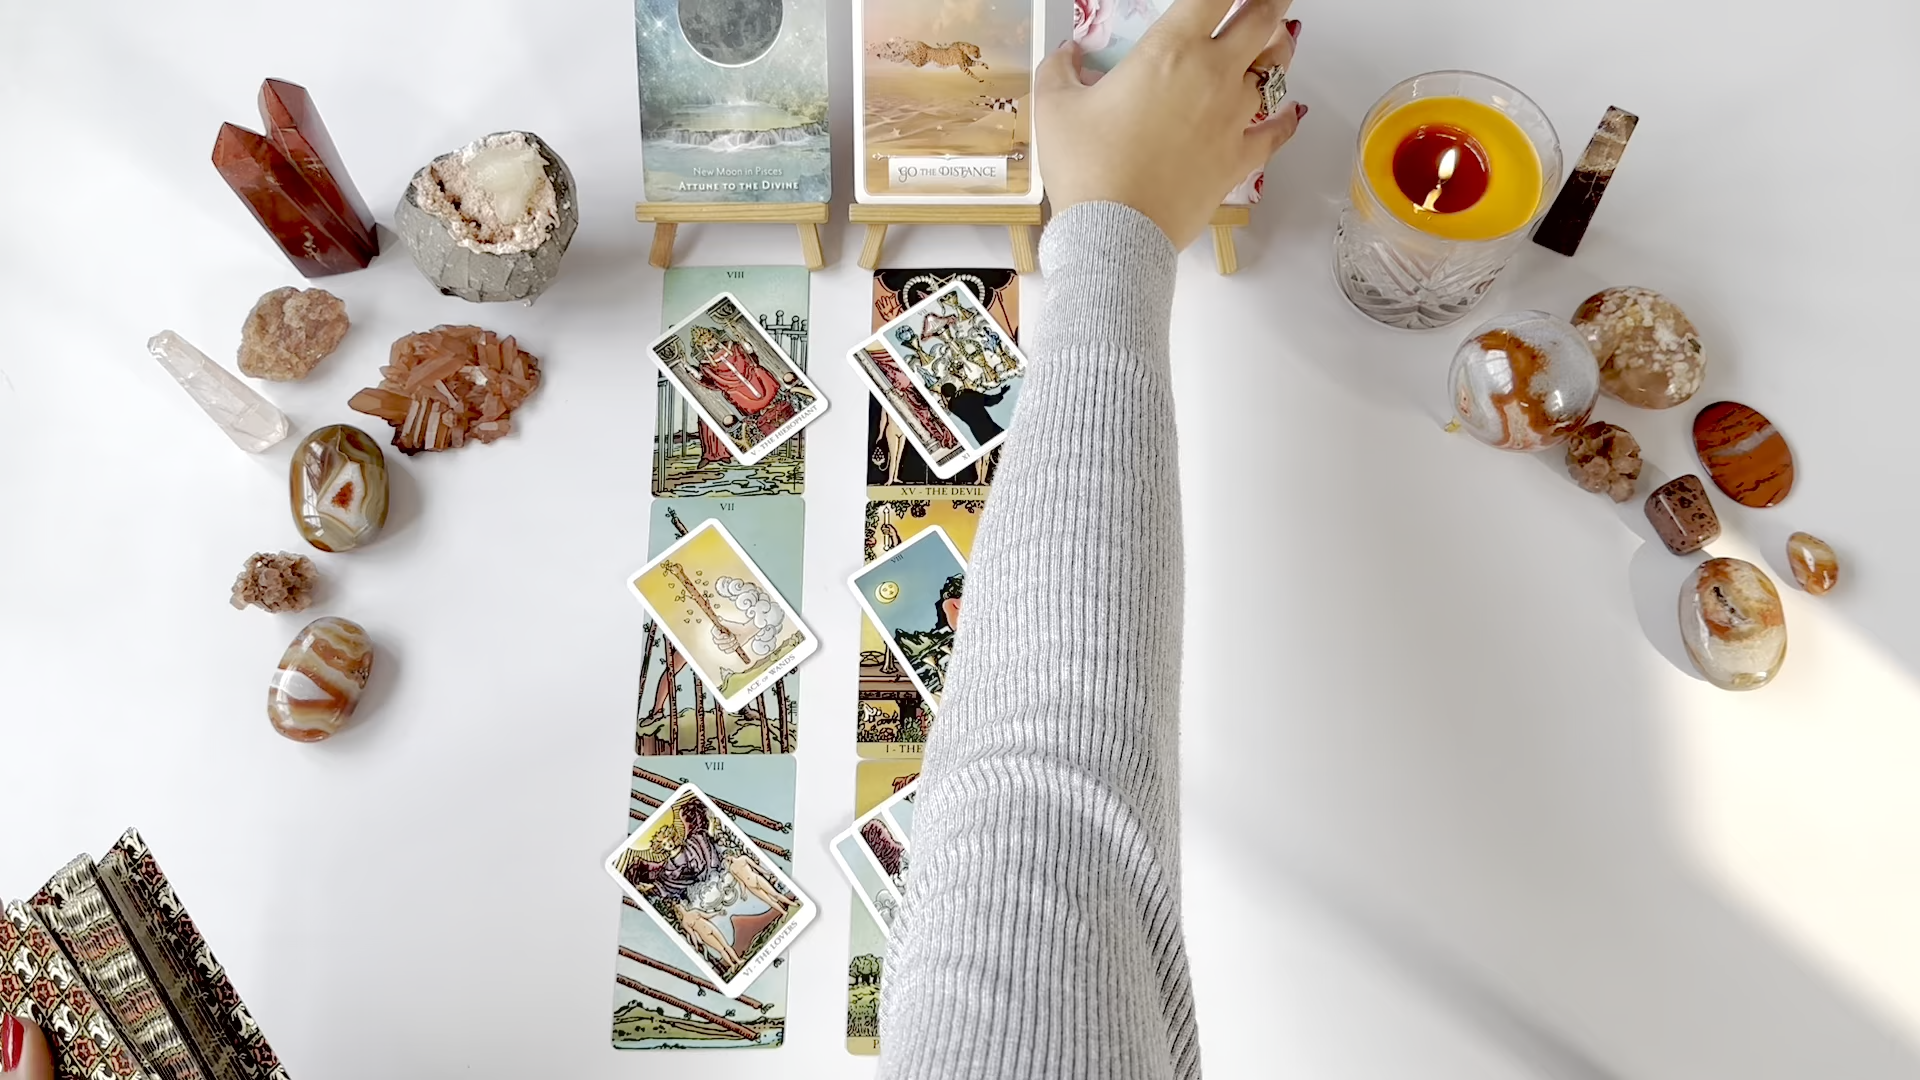 New Moon in Pisces
ATTUNE TO THE DIVINE
GO THE DISTANCE
VIII
V - THE HIEROPHANT
XV - THE DEVIL
VII
ACE OF WANDS
VIII
I - THE
VIII
VI - THE LOVERS
P